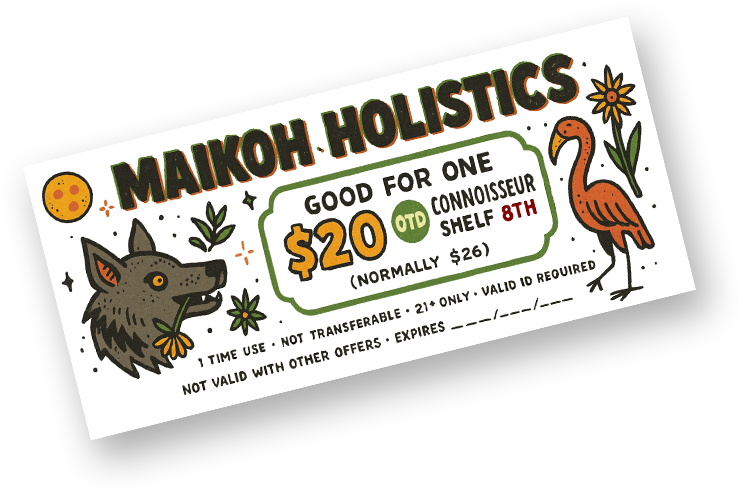 MAIKOH HOLISTICS
GOOD FOR ONE
$20 OTD CONNOISSEUR
SHELF 8TH
(NORMALLY $26)
1 TIME USE • NOT TRANSFERABLE • 21+ ONLY • VALID ID REQUIRED
NOT VALID WITH OTHER OFFERS • EXPIRES ___/___/___